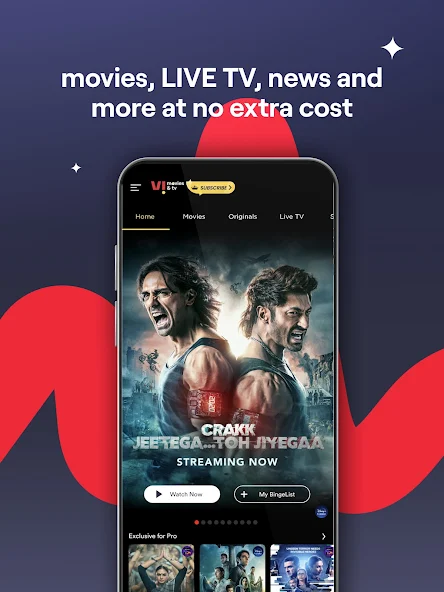 movies, LIVE TV, news and
more at no extra cost
VI movies & tv
SUBSCRIBE
Home Movies Originals Live TV S
CRAKK
JEETEGA...TOH JIYEGAA
STREAMING NOW
Watch Now
+ My BingeList
Exclusive for Pro